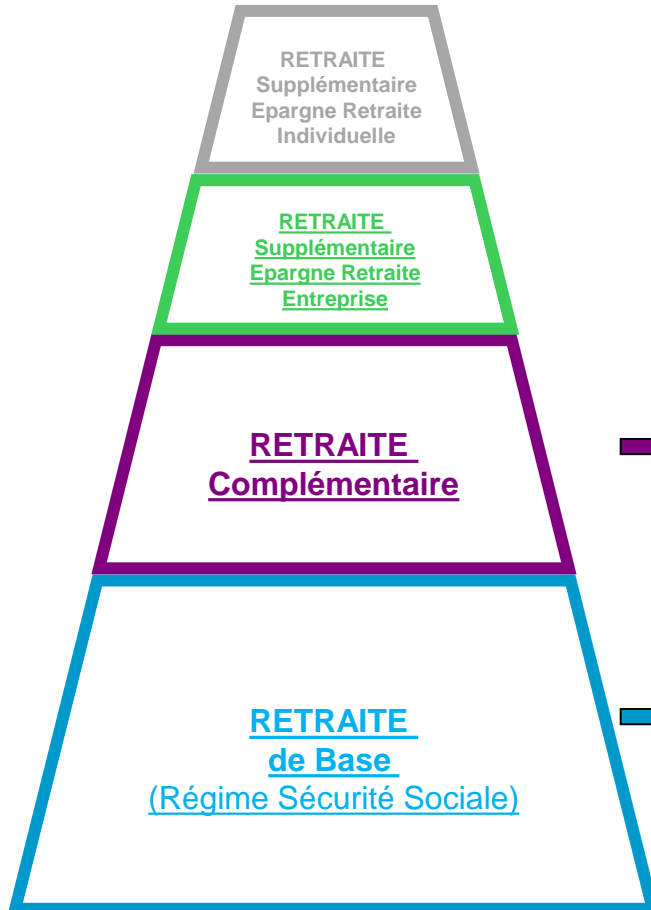 RETRAITE
Supplémentaire
Epargne Retraite
Individuelle
RETRAITE
Supplémentaire
Epargne Retraite
Entreprise
RETRAITE
Complémentaire
RETRAITE
de Base
(Régime Sécurité Sociale)